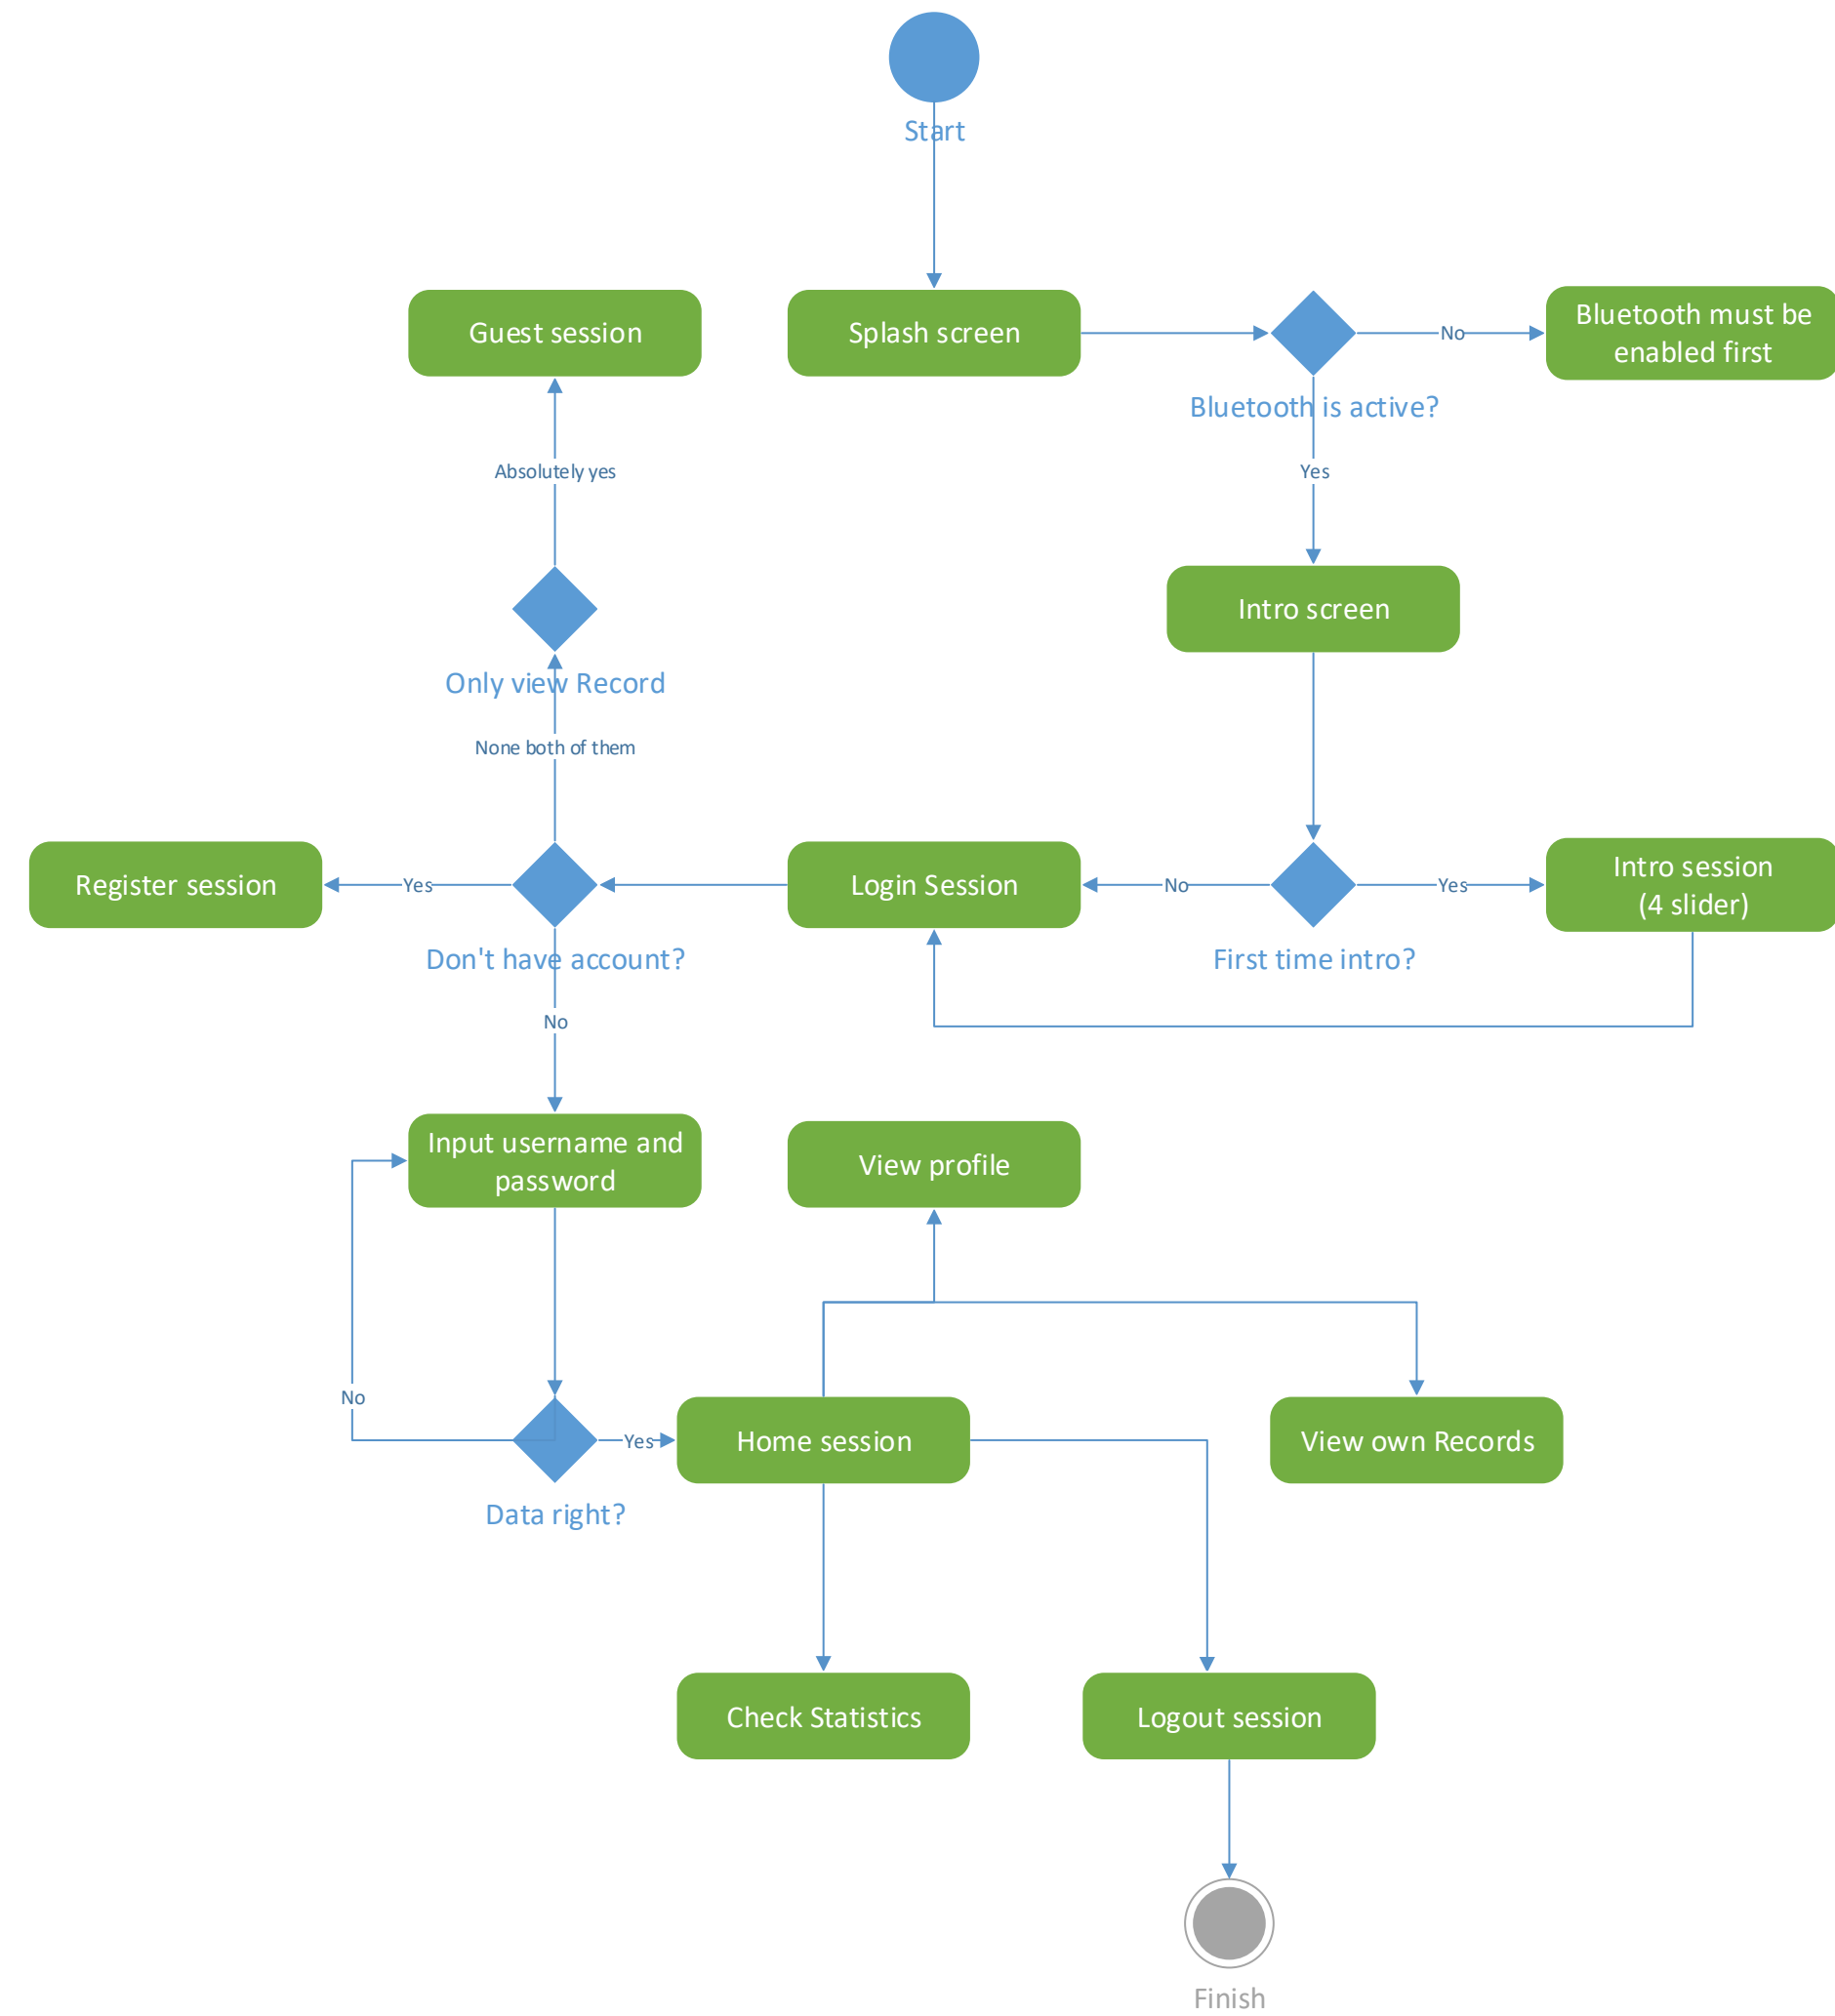 Start
Guest session
Splash screen
No
Bluetooth must be
enabled first
Bluetooth is active?
Absolutely yes
Yes
Intro screen
Only view Record
None both of them
Register session
Yes
Login Session
No
Yes
Intro session
(4 slider)
Don't have account?
First time intro?
No
Input username and
password
View profile
No
Yes
Home session
View own Records
Data right?
Check Statistics
Logout session
Finish